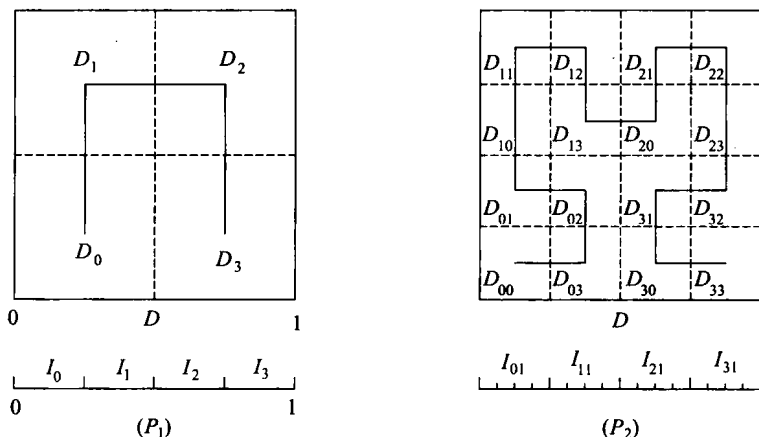 D₁ D₂ D₁₁ D₁₂ D₂₁ D₂₂
D₁₀ D₁₃ D₂₀ D₂₃
D₀ D₃ D₀₁ D₀₂ D₃₁ D₃₂
D₀₀ D₀₃ D₃₀ D₃₃
0 D 1 D
I₀ I₁ I₂ I₃ I₀₁ I₁₁ I₂₁ I₃₁
0 1
(P₁) (P₂)